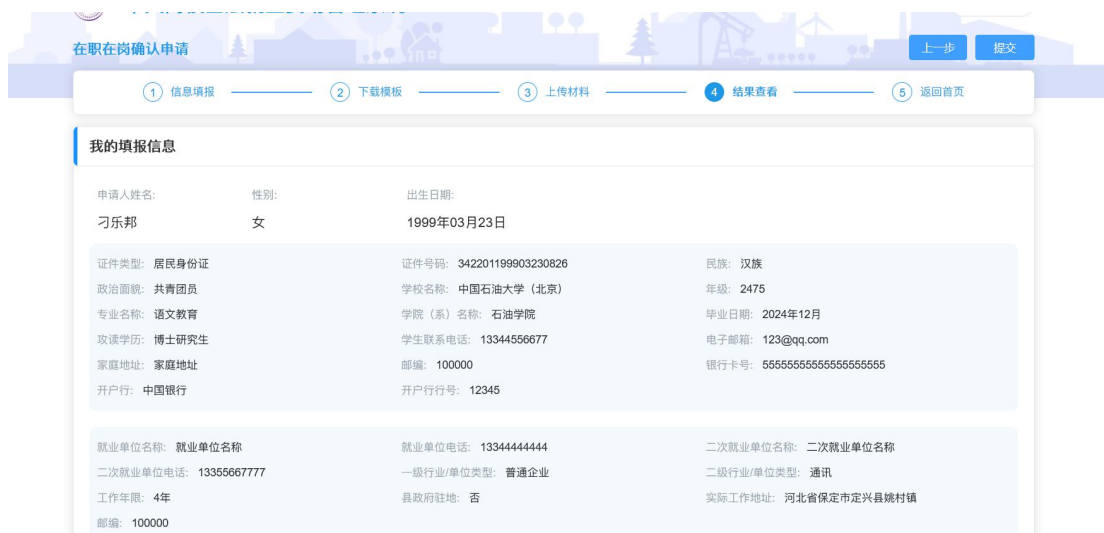 在职在岗确认申请
上一步 提交
1 信息填报 2 下载模板 3 上传材料 4 结果查看 5 返回首页
我的填报信息
申请人姓名: 性别: 出生日期:
刁乐邦 女 1999年03月23日
证件类型: 居民身份证 证件号码: 342201199903230826 民族: 汉族
政治面貌: 共青团员 学校名称: 中国石油大学（北京） 年级: 2475
专业名称: 语文教育 学院（系）名称: 石油学院 毕业日期: 2024年12月
攻读学历: 博士研究生 学生联系电话: 13344556677 电子邮箱: 123@qq.com
家庭地址: 家庭地址 邮编: 100000 银行卡号: 5555555555555555555
开户行: 中国银行 开户行行号: 12345
就业单位名称: 就业单位名称 就业单位电话: 13344444444 二次就业单位名称: 二次就业单位名称
二次就业单位电话: 13355667777 一级行业/单位类型: 普通企业 二级行业/单位类型: 通讯
工作年限: 4年 县政府驻地: 否 实际工作地址: 河北省保定市定兴县姚村镇
邮编: 100000